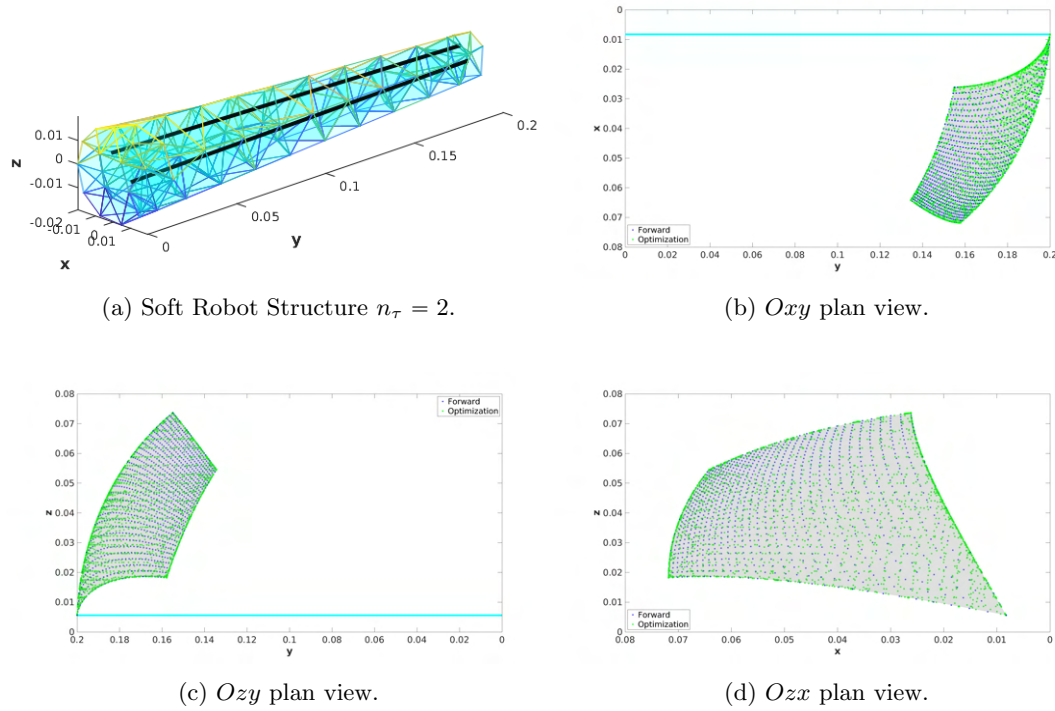 0.01
0
-0.01
z
-0.02
-0.01
0
0.01
x
0
0.05
0.1
0.15
0.2
y
(a) Soft Robot Structure nτ = 2.
0
0.01
0.02
0.03
0.04
0.05
0.06
0.07
0.08
x
Forward
Optimization
0 0.02 0.04 0.06 0.08 0.1 0.12 0.14 0.16 0.18 0.2
y
(b) Oxy plan view.
0.08
0.07
0.06
0.05
0.04
0.03
0.02
0.01
0
z
Forward
Optimization
0.2 0.18 0.16 0.14 0.12 0.1 0.08 0.06 0.04 0.02 0
y
(c) Ozy plan view.
0.08
0.07
0.06
0.05
0.04
0.03
0.02
0.01
0
z
Forward
Optimization
0.08 0.07 0.06 0.05 0.04 0.03 0.02 0.01 0
x
(d) Ozx plan view.